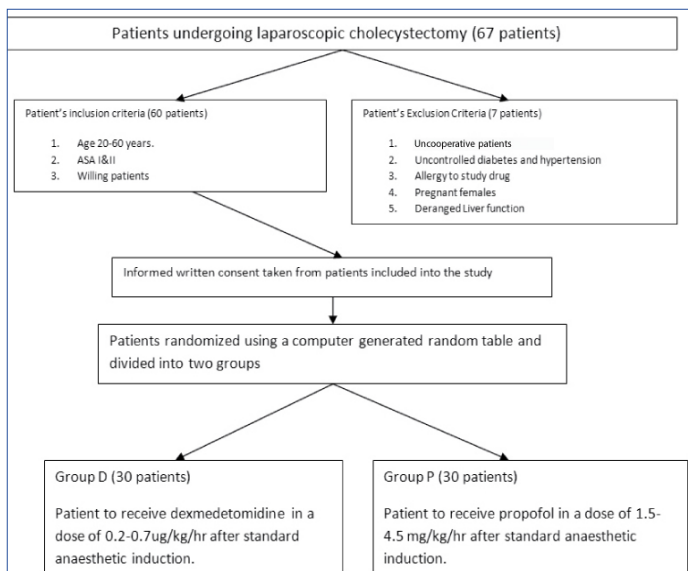 Patients undergoing laparoscopic cholecystectomy (67 patients)
Patient's inclusion criteria (60 patients)
1. Age 20-60 years.
2. ASA I&II
3. Willing patients
Patient's Exclusion Criteria (7 patients)
1. Uncooperative patients
2. Uncontrolled diabetes and hypertension
3. Allergy to study drug
4. Pregnant females
5. Deranged Liver function
Informed written consent taken from patients included into the study
Patients randomized using a computer generated random table and
divided into two groups
Group D (30 patients)
Patient to receive dexmedetomidine in a
dose of 0.2-0.7ug/kg/hr after standard
anaesthetic induction.
Group P (30 patients)
Patient to receive propofol in a dose of 1.5-
4.5 mg/kg/hr after standard anaesthetic
induction.